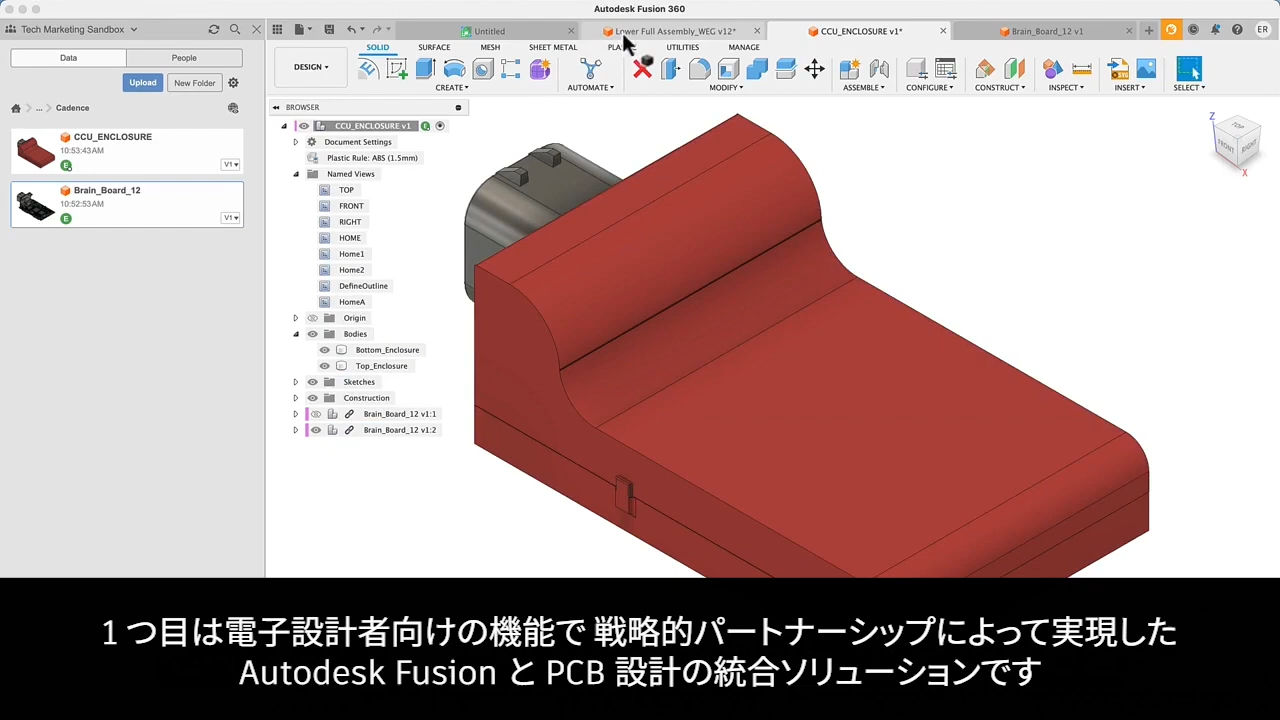 Autodesk Fusion 360
Tech Marketing Sandbox
Untitled
Lower Full Assembly_WEG v12*
CCU_ENCLOSURE v1*
Brain_Board_12 v1
ER
Data
People
SOLID
SURFACE
MESH
SHEET METAL
UTILITIES
MANAGE
DESIGN
CREATE
AUTOMATE
MODIFY
ASSEMBLE
CONFIGURE
CONSTRUCT
INSPECT
INSERT
SELECT
Upload
New Folder
... Cadence
CCU_ENCLOSURE
10:53:43 AM
E
V1
Brain_Board_12
10:52:53 AM
E
V1
BROWSER
CCU_ENCLOSURE v1
Document Settings
Plastic Rule: ABS (1.5mm)
Named Views
TOP
FRONT
RIGHT
HOME
Home1
Home2
DefineOutline
HomeA
Origin
Bodies
Bottom_Enclosure
Top_Enclosure
Sketches
Construction
Brain_Board_12 v1:1
Brain_Board_12 v1:2
Z
TOP
FRONT
RIGHT
X
1 つ目は電子設計者向けの機能で 戦略的パートナーシップによって実現した
Autodesk Fusion と PCB 設計の統合ソリューションです